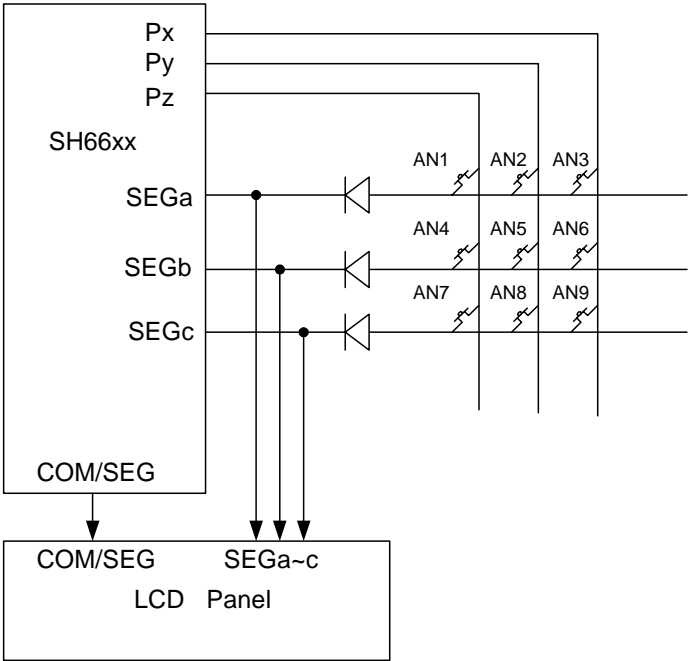 Px
Py
Pz
SH66xx
AN1 AN2 AN3
SEGa
AN4 AN5 AN6
SEGb
AN7 AN8 AN9
SEGc
COM/SEG
COM/SEG SEGa~c
LCD Panel